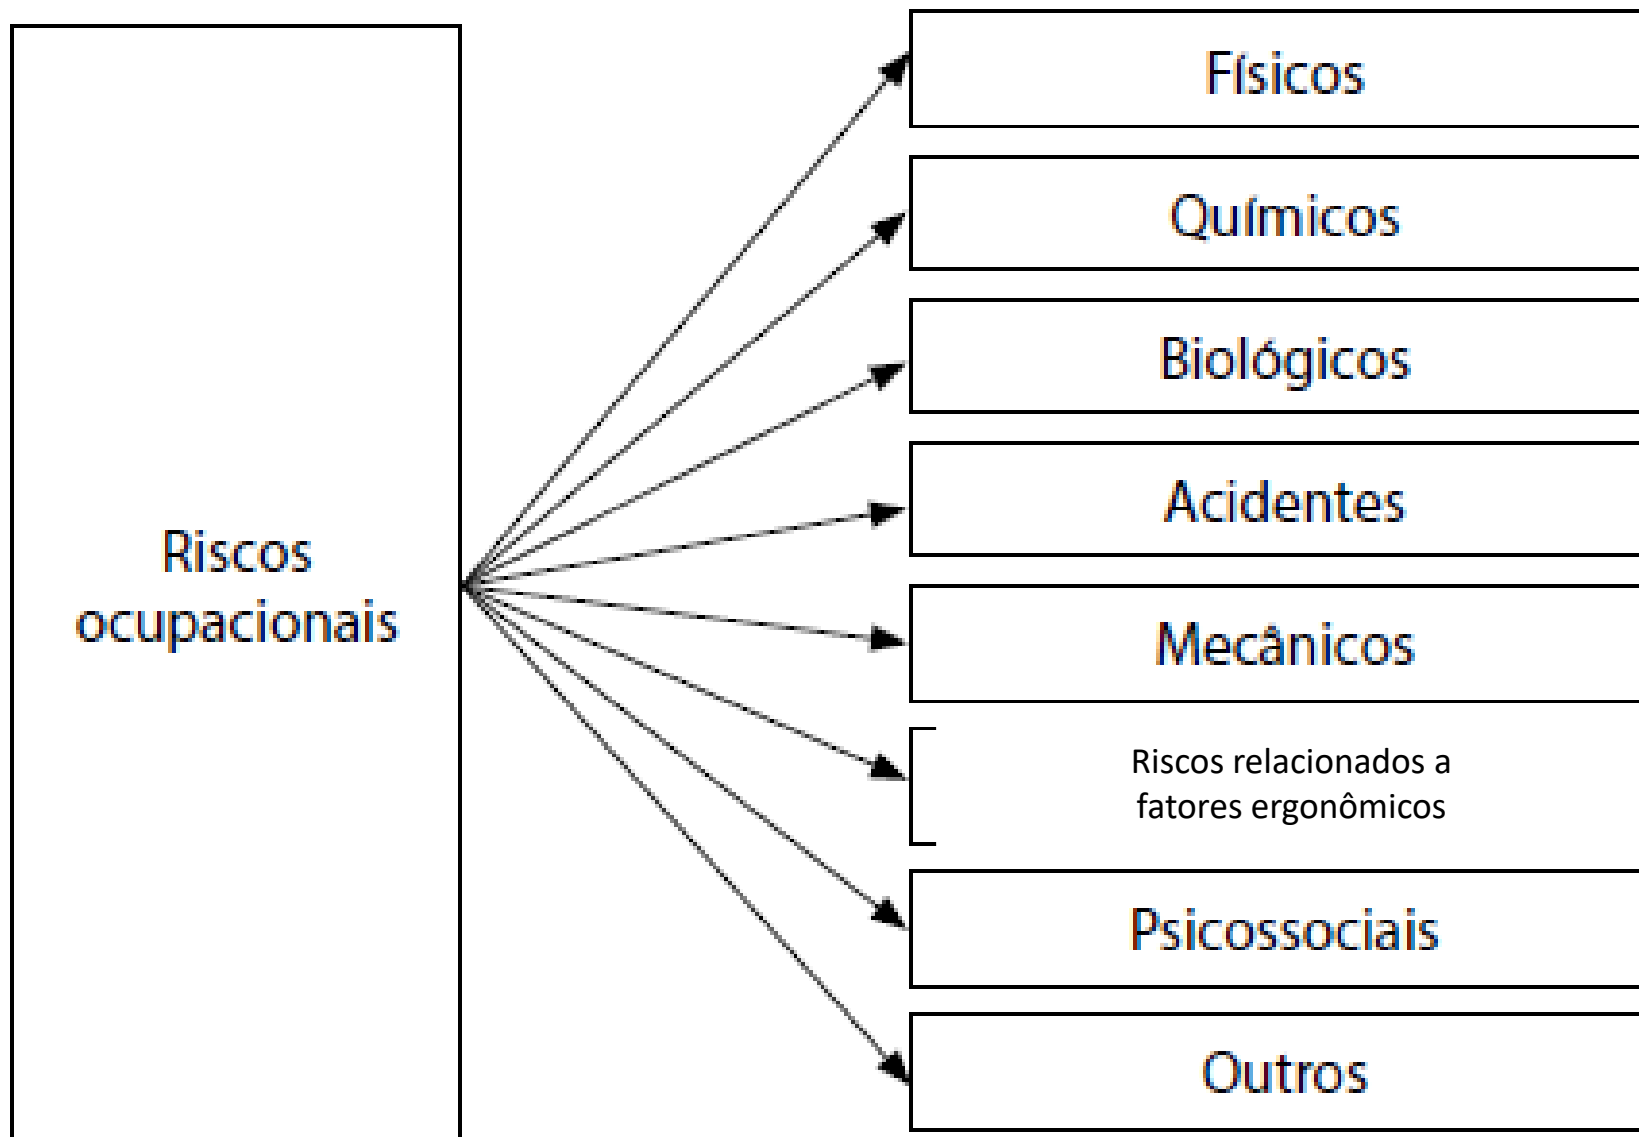 Riscos
ocupacionais
Físicos
Químicos
Biológicos
Acidentes
Mecânicos
Riscos relacionados a
fatores ergonômicos
Psicossociais
Outros